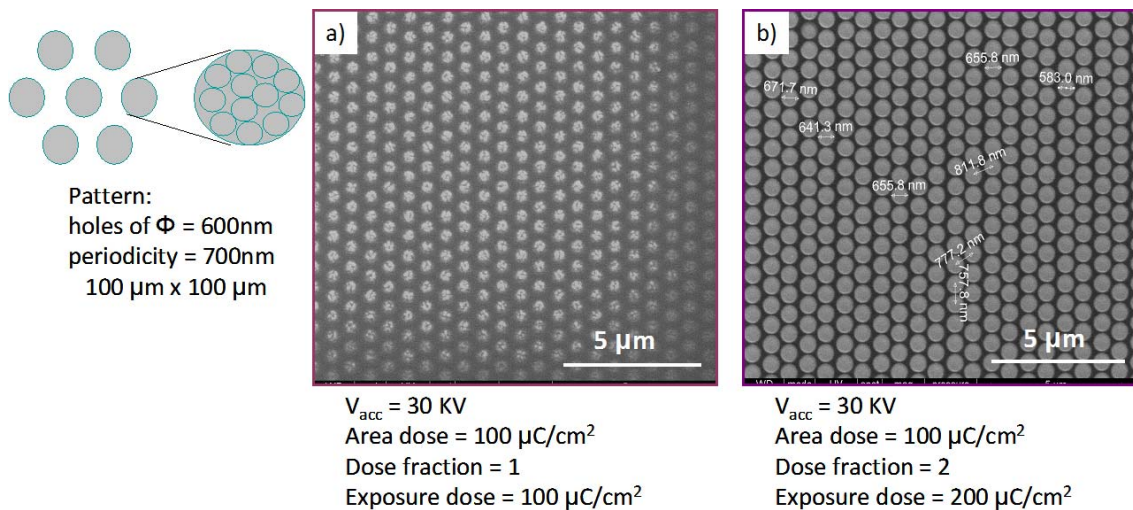 Pattern:
holes of Φ = 600nm
periodicity = 700nm
100 µm x 100 µm
a)
5 µm
V_acc = 30 KV
Area dose = 100 µC/cm²
Dose fraction = 1
Exposure dose = 100 µC/cm²
b)
655.8 nm
583.0 nm
671.7 nm
641.3 nm
811.8 nm
655.8 nm
777.2 nm
757.8 nm
5 µm
V_acc = 30 KV
Area dose = 100 µC/cm²
Dose fraction = 2
Exposure dose = 200 µC/cm²